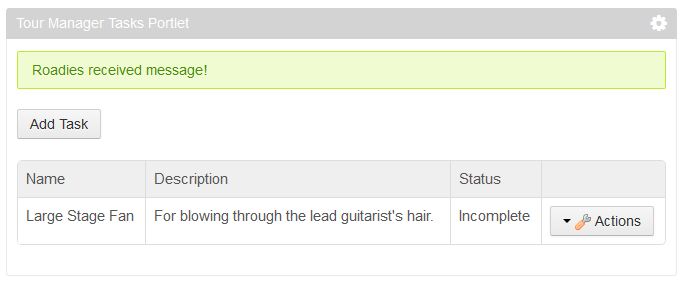 Tour Manager Tasks Portlet
Roadies received message!
Add Task
Name Description Status
Large Stage Fan For blowing through the lead guitarist's hair. Incomplete Actions